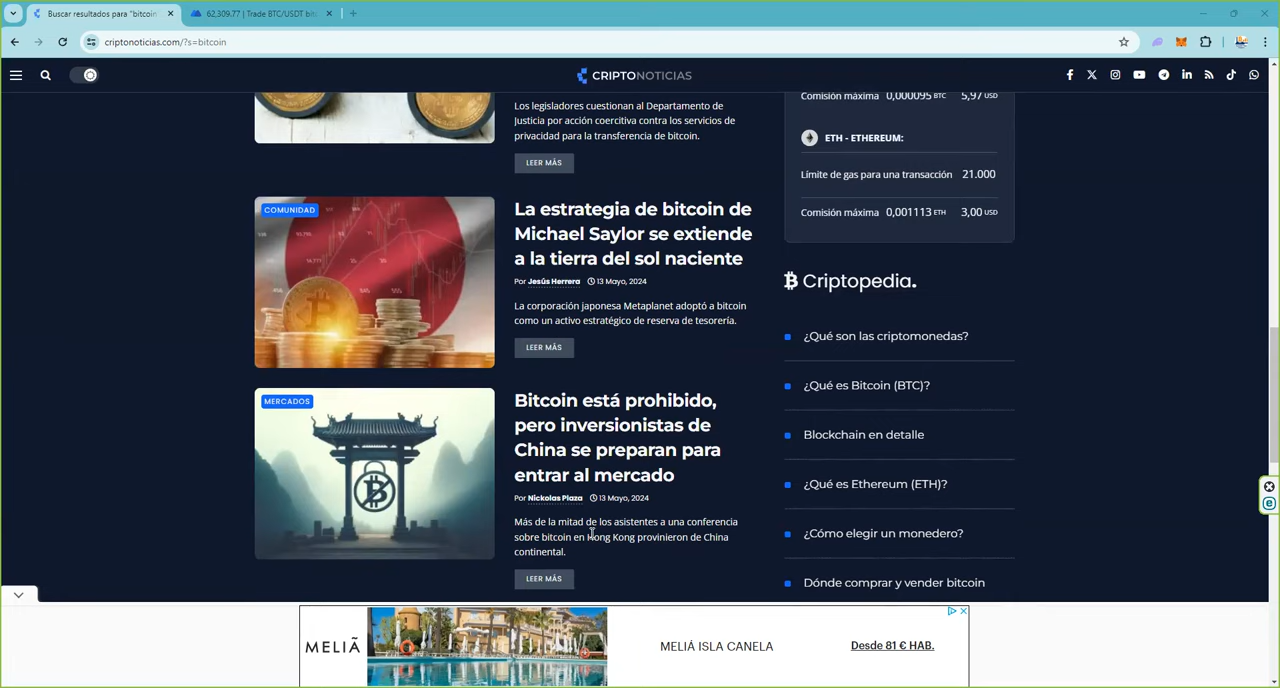 Buscar resultados para "bitcoin
62,309.77 | Trade BTC/USDT bit
criptonoticias.com/?s=bitcoin
CRIPTONOTICIAS
Los legisladores cuestionan al Departamento de
Justicia por acción coercitiva contra los servicios de
privacidad para la transferencia de bitcoin.
LEER MÁS
COMUNIDAD
La estrategia de bitcoin de
Michael Saylor se extiende
a la tierra del sol naciente
Por Jesús Herrera 13 Mayo, 2024
La corporación japonesa Metaplanet adoptó a bitcoin
como un activo estratégico de reserva de tesorería.
LEER MÁS
MERCADOS
Bitcoin está prohibido,
pero inversionistas de
China se preparan para
entrar al mercado
Por Nickolas Plaza 13 Mayo, 2024
Más de la mitad de los asistentes a una conferencia
sobre bitcoin en Hong Kong provinieron de China
continental.
LEER MÁS
Comisión máxima 0,000095 BTC 5,97 USD
ETH - ETHEREUM:
Límite de gas para una transacción 21.000
Comisión máxima 0,001113 ETH 3,00 USD
Criptopedia.
¿Qué son las criptomonedas?
¿Qué es Bitcoin (BTC)?
Blockchain en detalle
¿Qué es Ethereum (ETH)?
¿Cómo elegir un monedero?
Dónde comprar y vender bitcoin
MELIÃ
MELIÁ ISLA CANELA
Desde 81 € HAB.